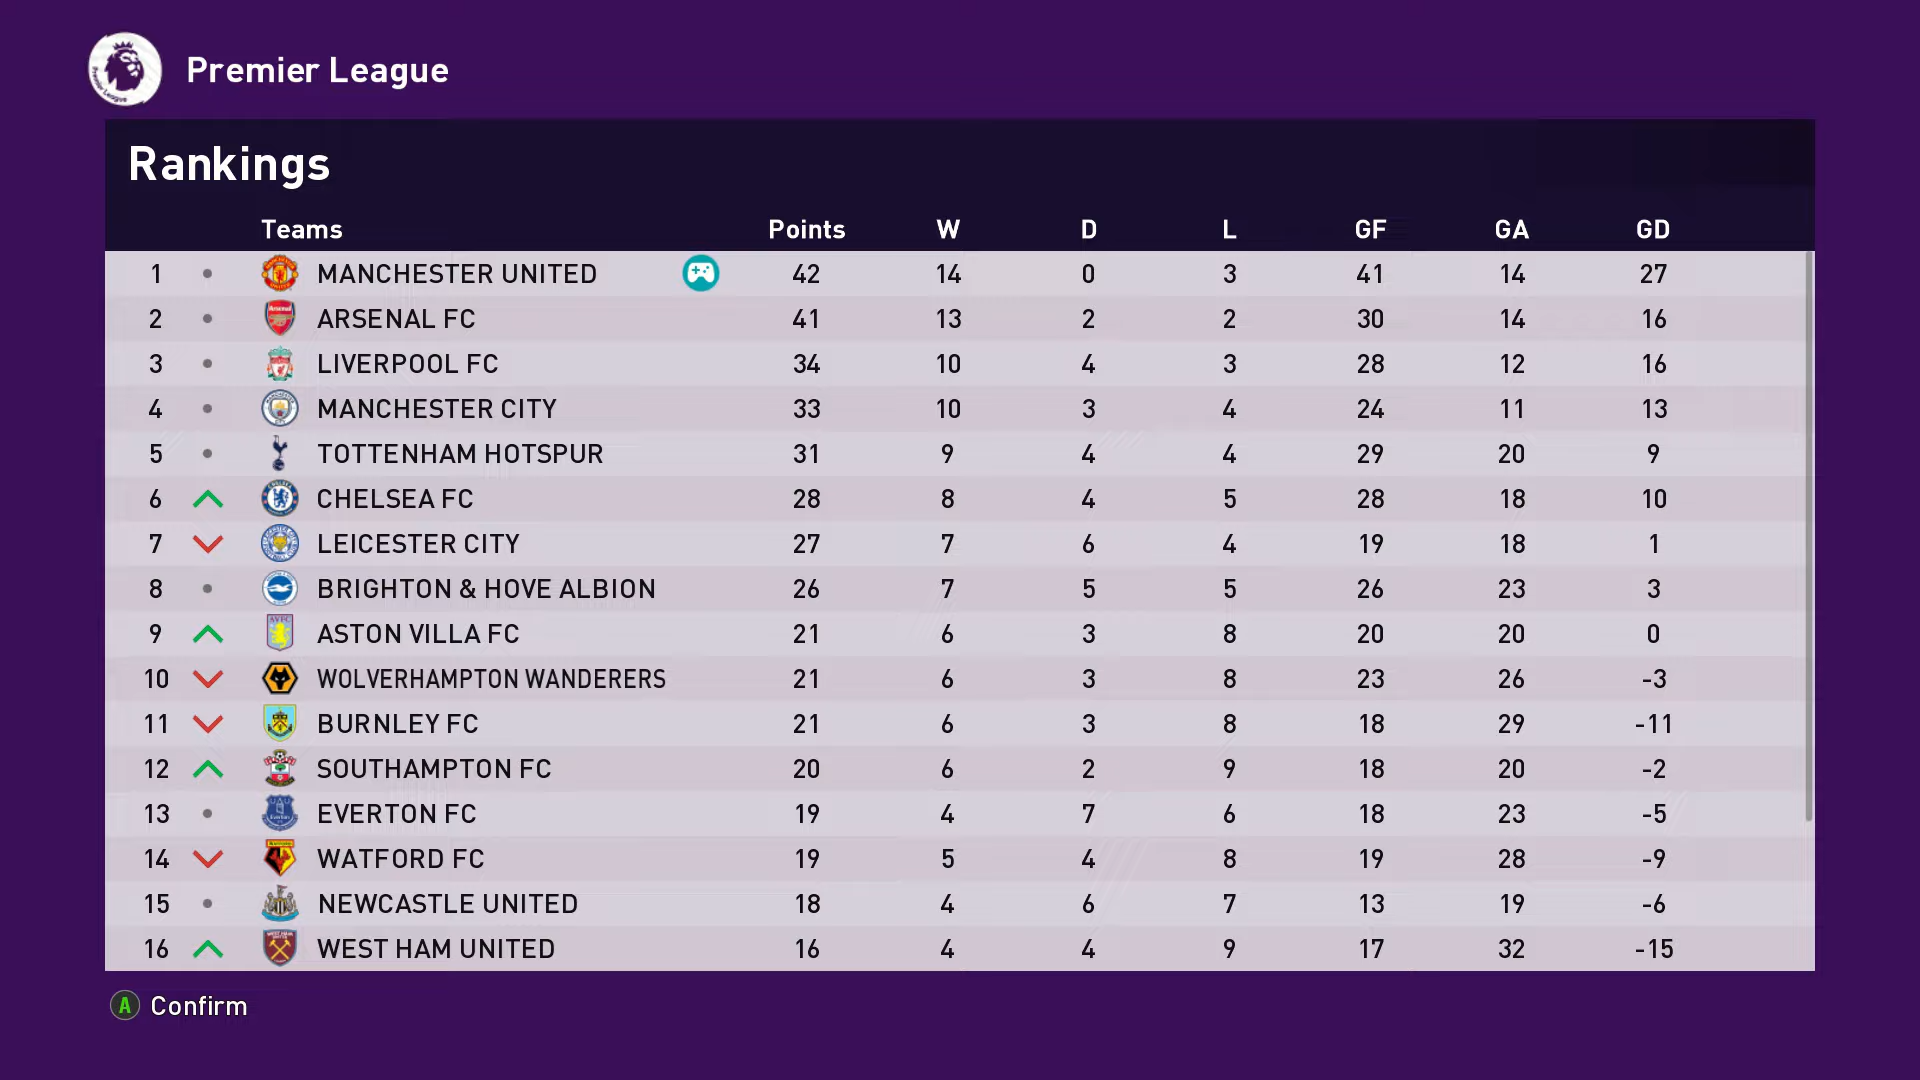 Premier League
Rankings
Teams Points W D L GF GA GD
1 MANCHESTER UNITED 42 14 0 3 41 14 27
2 ARSENAL FC 41 13 2 2 30 14 16
3 LIVERPOOL FC 34 10 4 3 28 12 16
4 MANCHESTER CITY 33 10 3 4 24 11 13
5 TOTTENHAM HOTSPUR 31 9 4 4 29 20 9
6 CHELSEA FC 28 8 4 5 28 18 10
7 LEICESTER CITY 27 7 6 4 19 18 1
8 BRIGHTON & HOVE ALBION 26 7 5 5 26 23 3
9 ASTON VILLA FC 21 6 3 8 20 20 0
10 WOLVERHAMPTON WANDERERS 21 6 3 8 23 26 -3
11 BURNLEY FC 21 6 3 8 18 29 -11
12 SOUTHAMPTON FC 20 6 2 9 18 20 -2
13 EVERTON FC 19 4 7 6 18 23 -5
14 WATFORD FC 19 5 4 8 19 28 -9
15 NEWCASTLE UNITED 18 4 6 7 13 19 -6
16 WEST HAM UNITED 16 4 4 9 17 32 -15
A Confirm